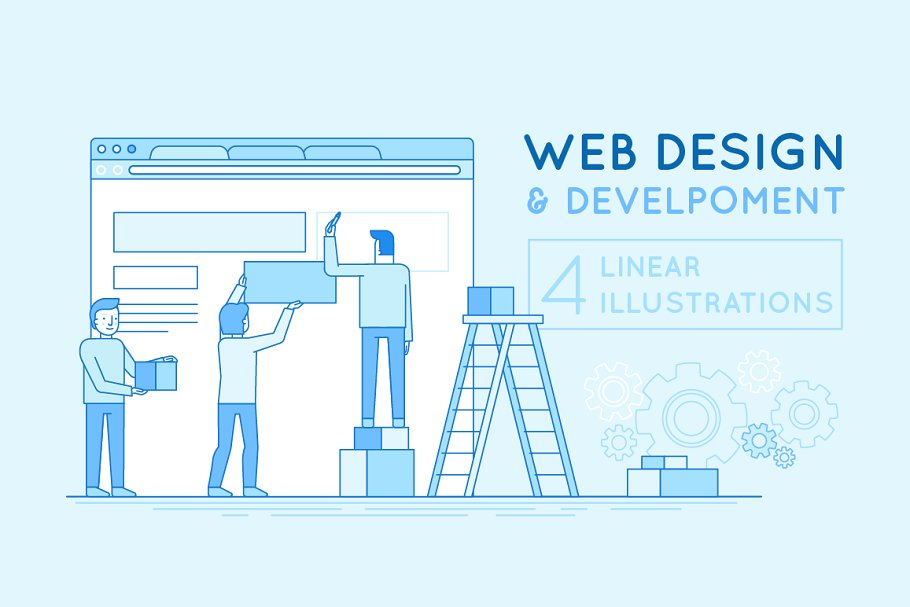 WEB DESIGN
& DEVELPOMENT
4 LINEAR
ILLUSTRATIONS